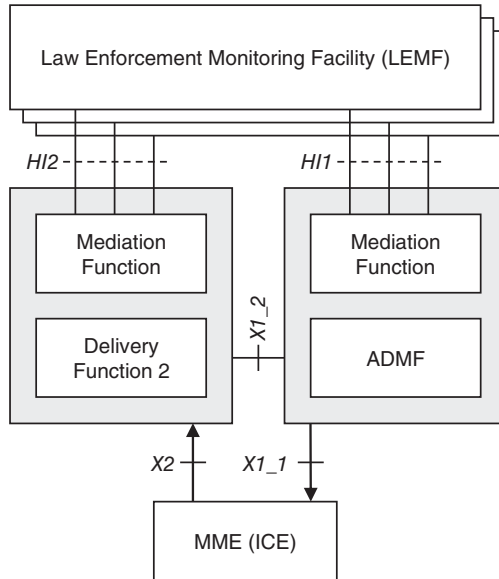 Law Enforcement Monitoring Facility (LEMF)
HI2
HI1
Mediation
Function
Mediation
Function
X1_2
Delivery
Function 2
ADMF
X2
X1_1
MME (ICE)